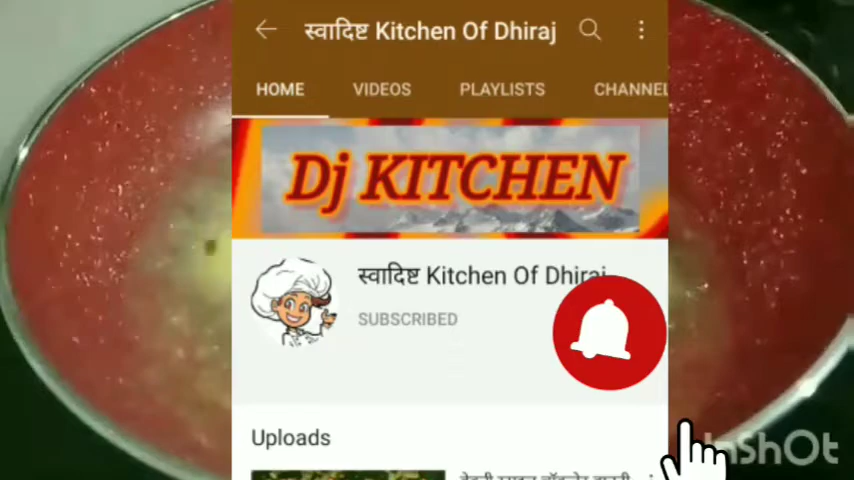 स्वादिष्ट Kitchen Of Dhiraj
HOME VIDEOS PLAYLISTS CHANNEL
Dj KITCHEN
स्वादिष्ट Kitchen Of Dhiraj
SUBSCRIBED
Uploads
InShOt